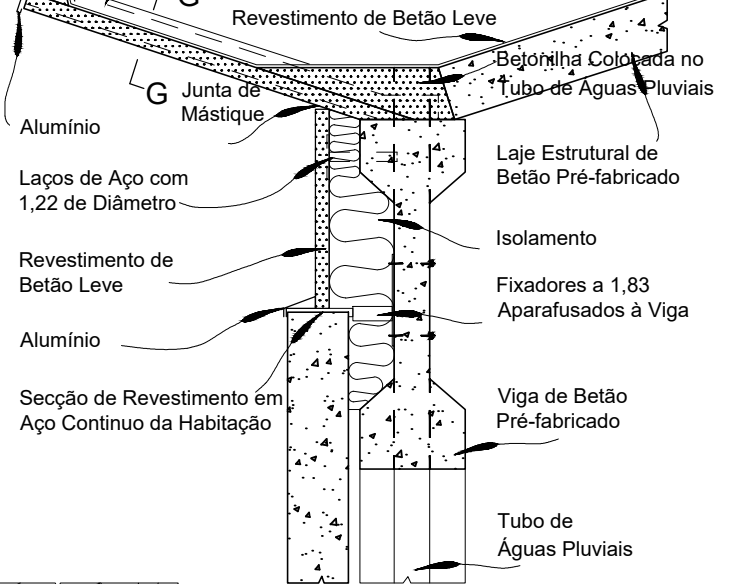 G
Revestimento de Betão Leve
Betonilha Colocada no
Tubo de Águas Pluviais
G
Junta de
Mástique
Alumínio
Laje Estrutural de
Betão Pré-fabricado
Laços de Aço com
1,22 de Diâmetro
Isolamento
Revestimento de
Betão Leve
Fixadores a 1,83
Aparafusados à Viga
Alumínio
Secção de Revestimento em
Aço Continuo da Habitação
Viga de Betão
Pré-fabricado
Tubo de
Águas Pluviais